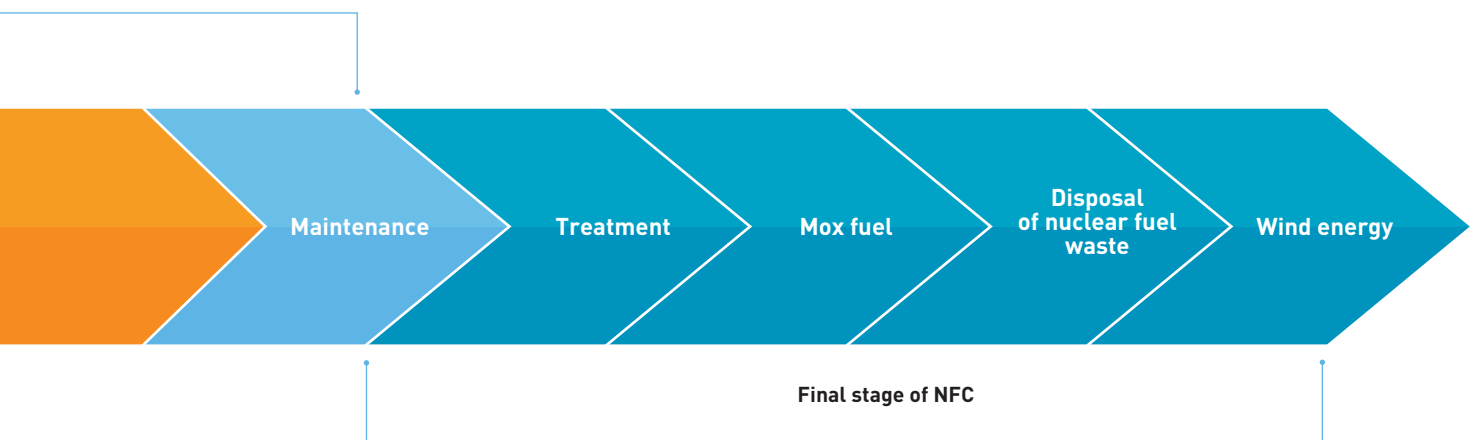 Maintenance
Treatment
Mox fuel
Disposal
of nuclear fuel
waste
Wind energy
Final stage of NFC